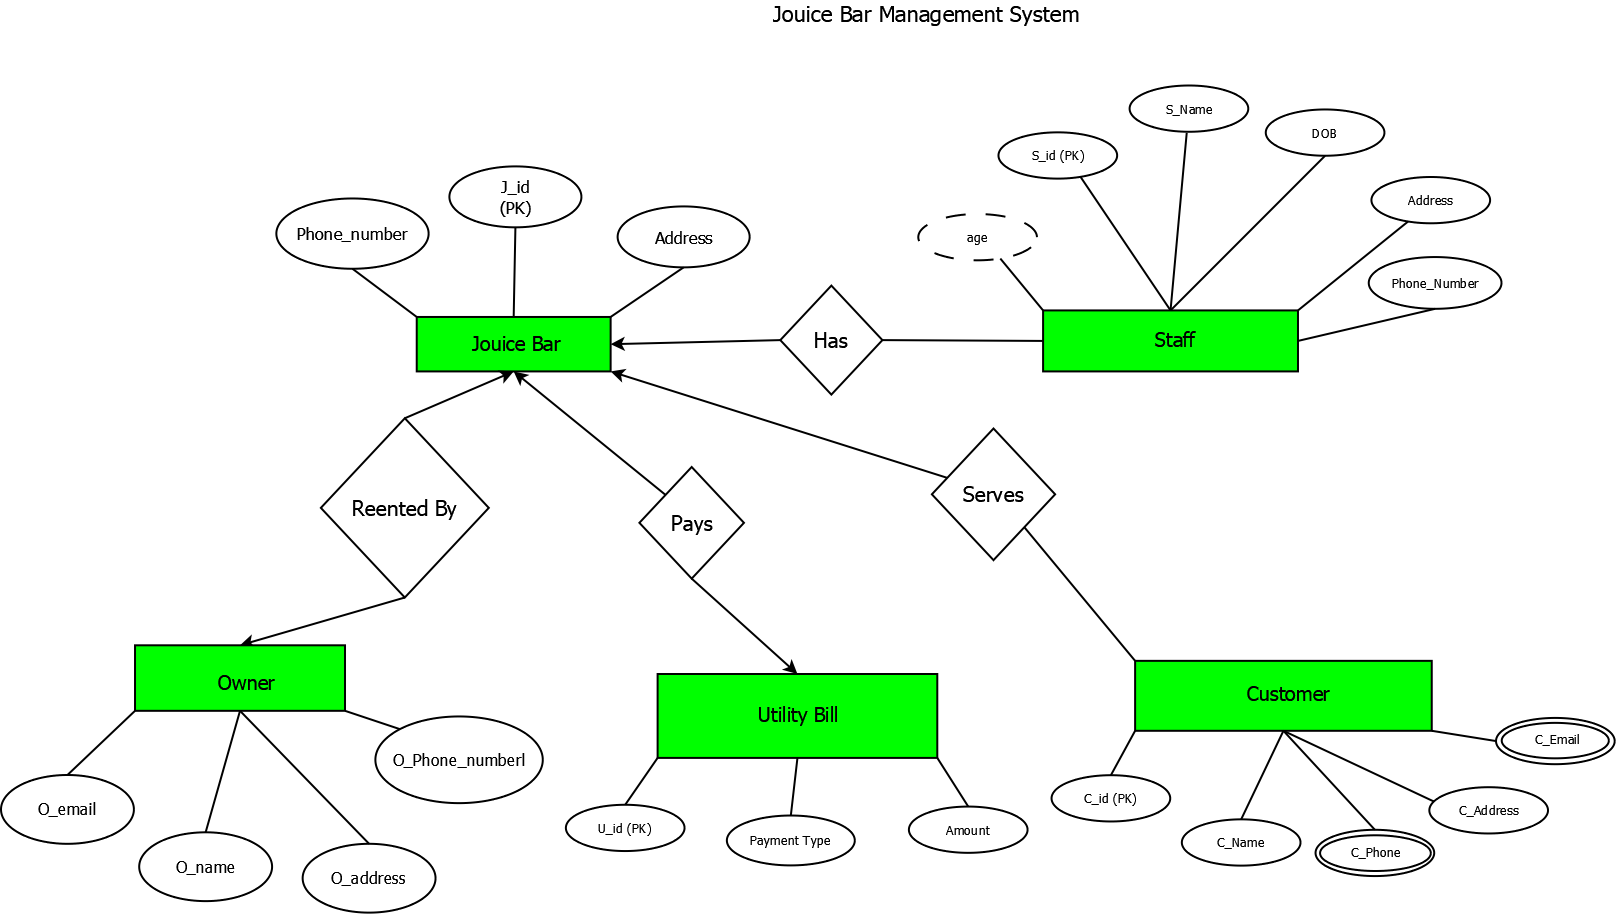 Jouice Bar Management System
S_Name
DOB
S_id (PK)
J_id
(PK)
Address
Phone_number
Address
age
Phone_Number
Jouice Bar
Has
Staff
Reented By
Pays
Serves
Owner
Utility Bill
Customer
O_Phone_numberl
C_Email
O_email
U_id (PK)
Payment Type
Amount
C_id (PK)
C_Address
O_name
O_address
C_Name
C_Phone